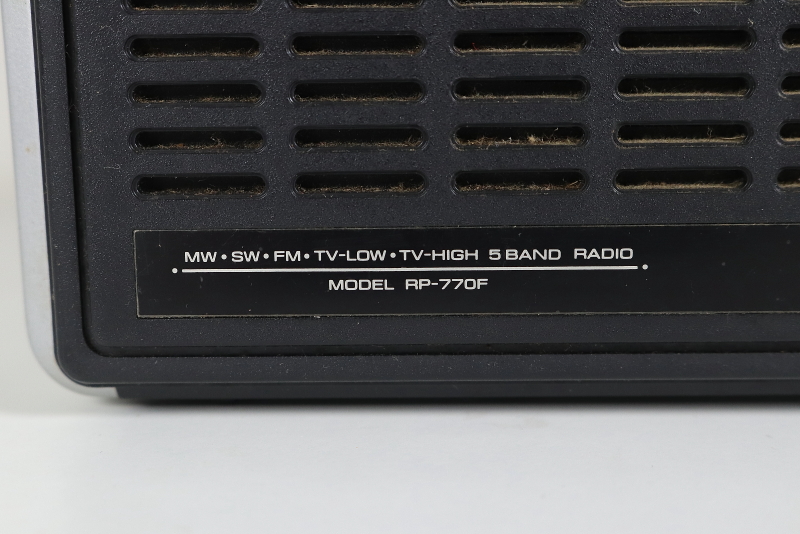 MW•SW•FM•TV-LOW•TV-HIGH 5 BAND RADIO
MODEL RP-770F